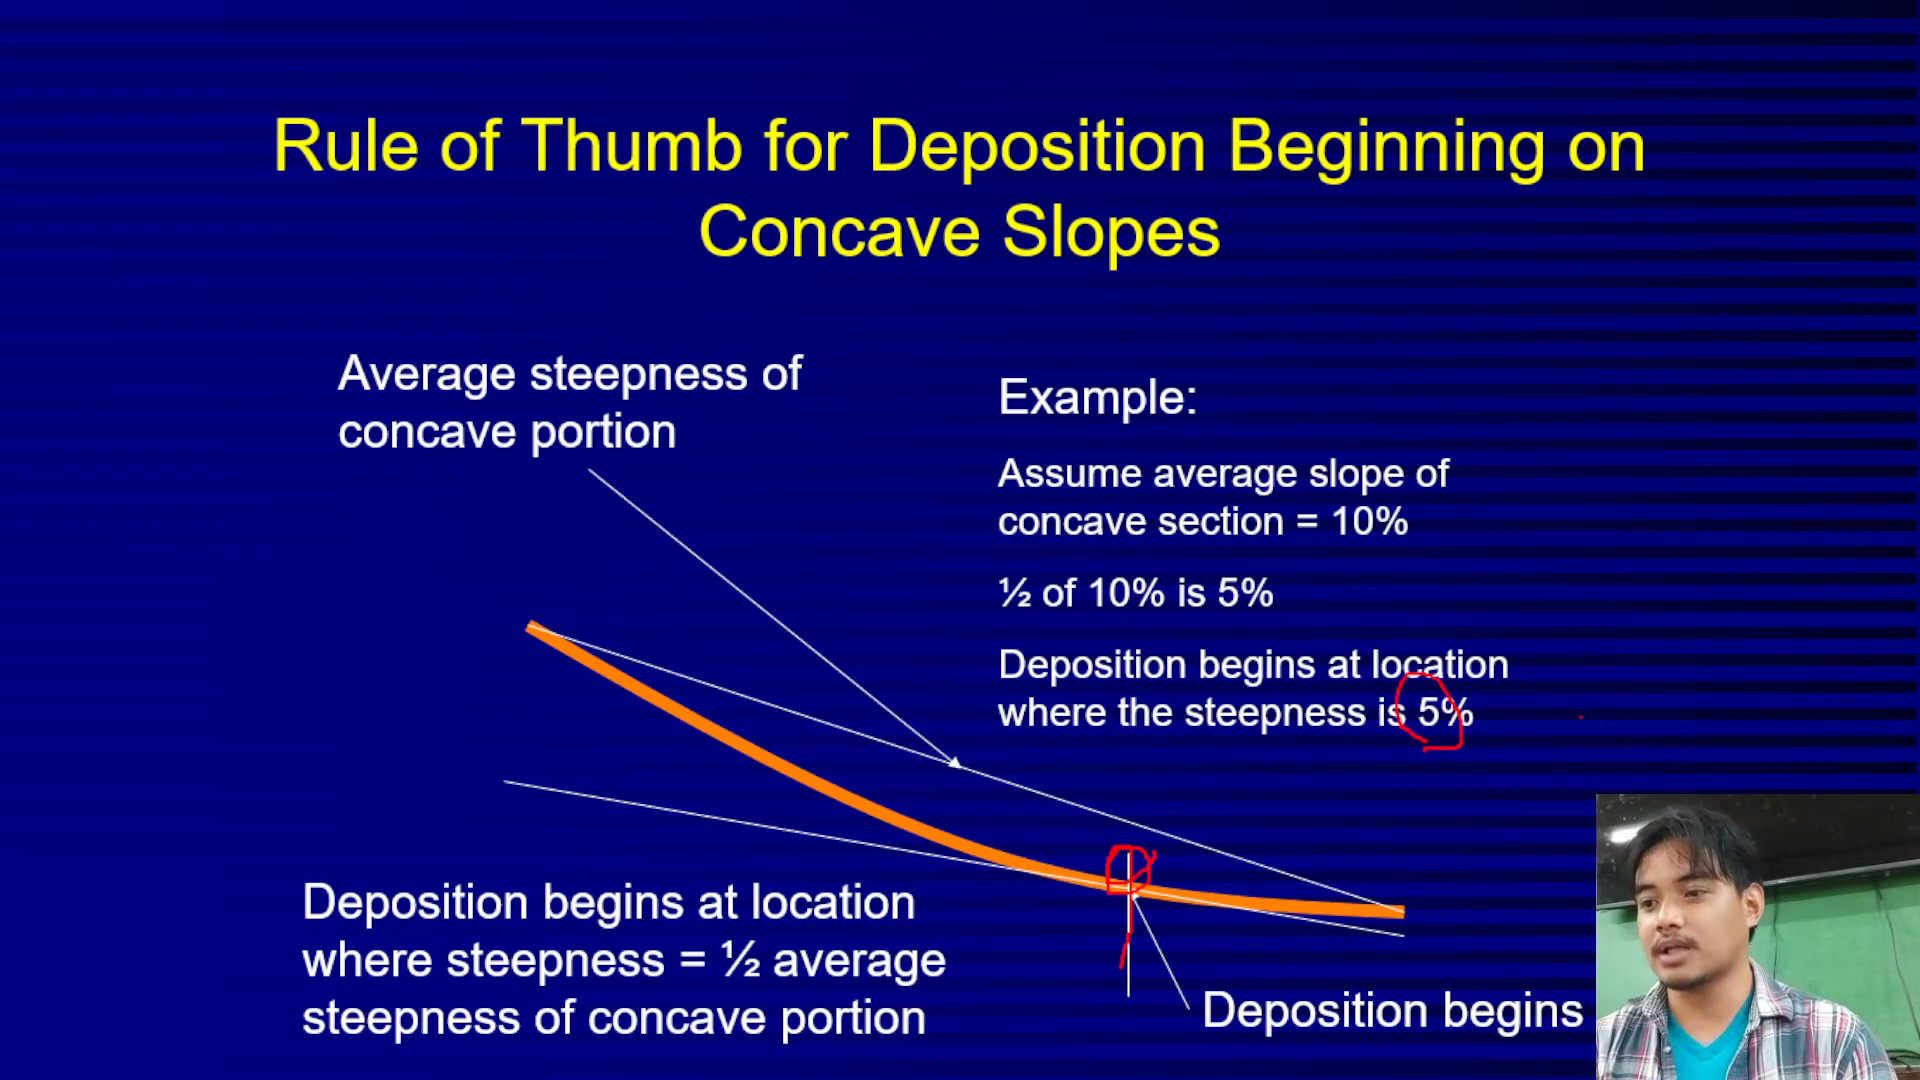 Rule of Thumb for Deposition Beginning on
Concave Slopes
Average steepness of
concave portion
Example:
Assume average slope of
concave section = 10%
½ of 10% is 5%
Deposition begins at location
where the steepness is 5%
Deposition begins at location
where steepness = ½ average
steepness of concave portion
Deposition begins